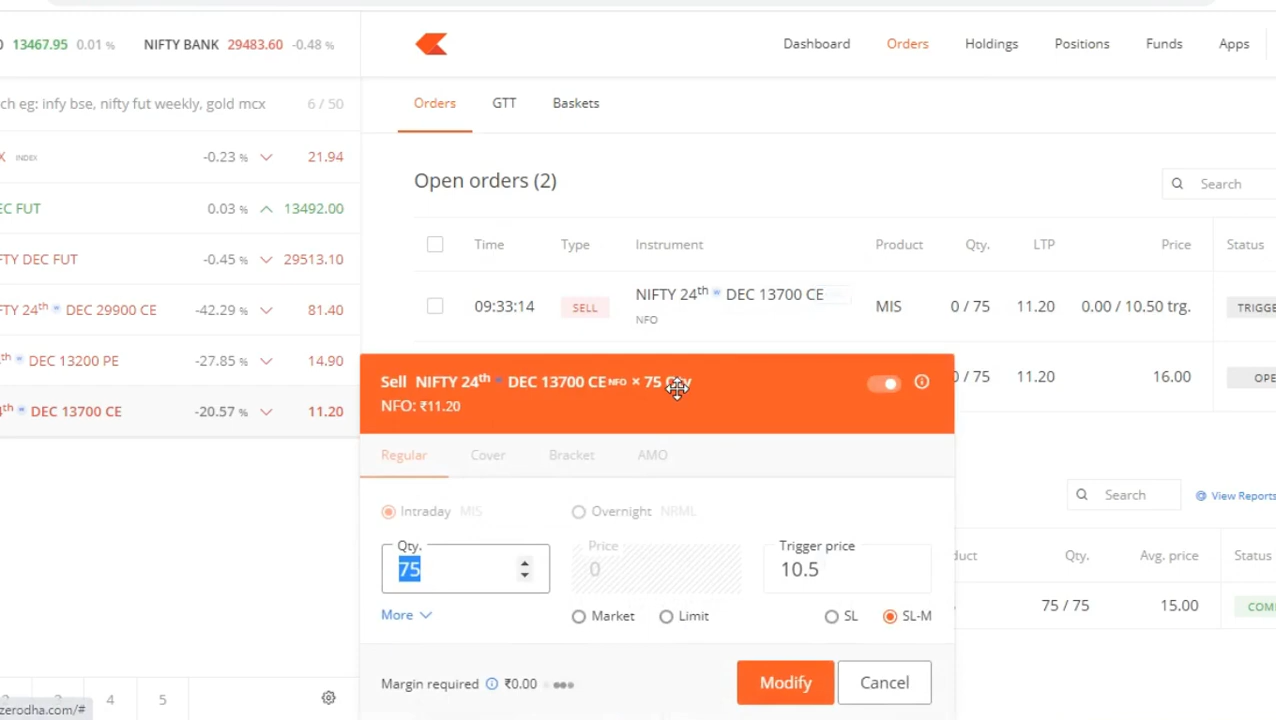 13467.95 0.01 %
NIFTY BANK 29483.60 -0.48 %
Dashboard
Orders
Holdings
Positions
Funds
Apps
ch eg: infy bse, nifty fut weekly, gold mcx 6 / 50
X INDEX -0.23 % 21.94
EC FUT 0.03 % 13492.00
TY DEC FUT -0.45 % 29513.10
TY 24th W DEC 29900 CE -42.29 % 81.40
th W DEC 13200 PE -27.85 % 14.90
th W DEC 13700 CE -20.57 % 11.20
4 5
zerodha.com/#
Orders GTT Baskets
Open orders (2)
Search
Time Type Instrument Product Qty. LTP Price Status
09:33:14 SELL NIFTY 24th W DEC 13700 CE MIS 0 / 75 11.20 0.00 / 10.50 trg. TRIGGE
NFO
0 / 75 11.20 16.00 OPE
Sell NIFTY 24th W DEC 13700 CE NFO × 75 Qty
NFO: ₹11.20
Regular Cover Bracket AMO
Intraday MIS
Overnight NRML
Qty. Price Trigger price
75 0 10.5
More
Market Limit SL SL-M
Margin required ₹0.00
Modify Cancel
Search
View Reports
duct Qty. Avg. price Status
75 / 75 15.00 COM